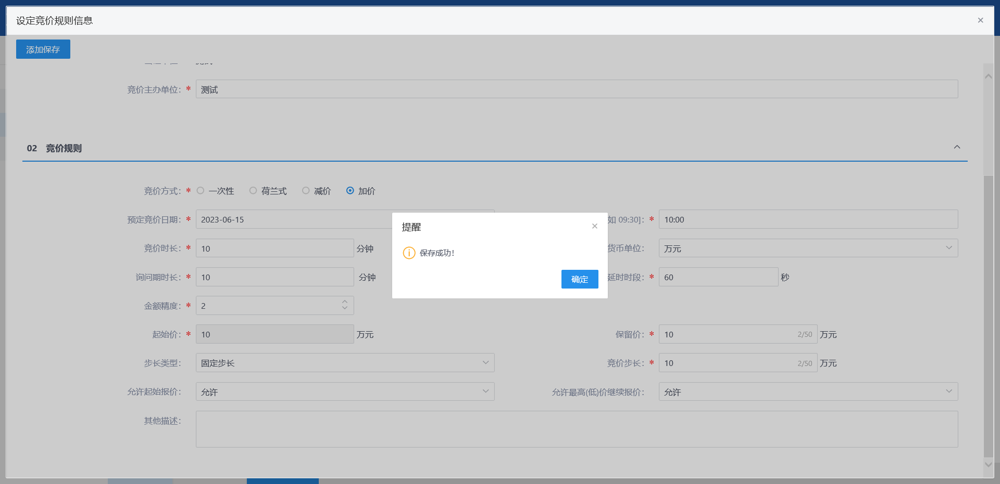 设定竞价规则信息
添加保存
竞价主办单位：* 测试
02 竞价规则
竞价方式：* 一次性 荷兰式 减价 加价
预定竞价日期：* 2023-06-15 如 09:30]：* 10:00
竞价时长：* 10 分钟 货币单位： 万元
询问期时长：* 10 分钟 延时时段：* 60 秒
金额精度：* 2
起始价：* 10 万元 保留价：* 10 2/50 万元
步长类型： 固定步长 竞价步长：* 10 2/50 万元
允许起始报价： 允许 允许最高(低)价继续报价： 允许
其他描述：
提醒
保存成功！
确定